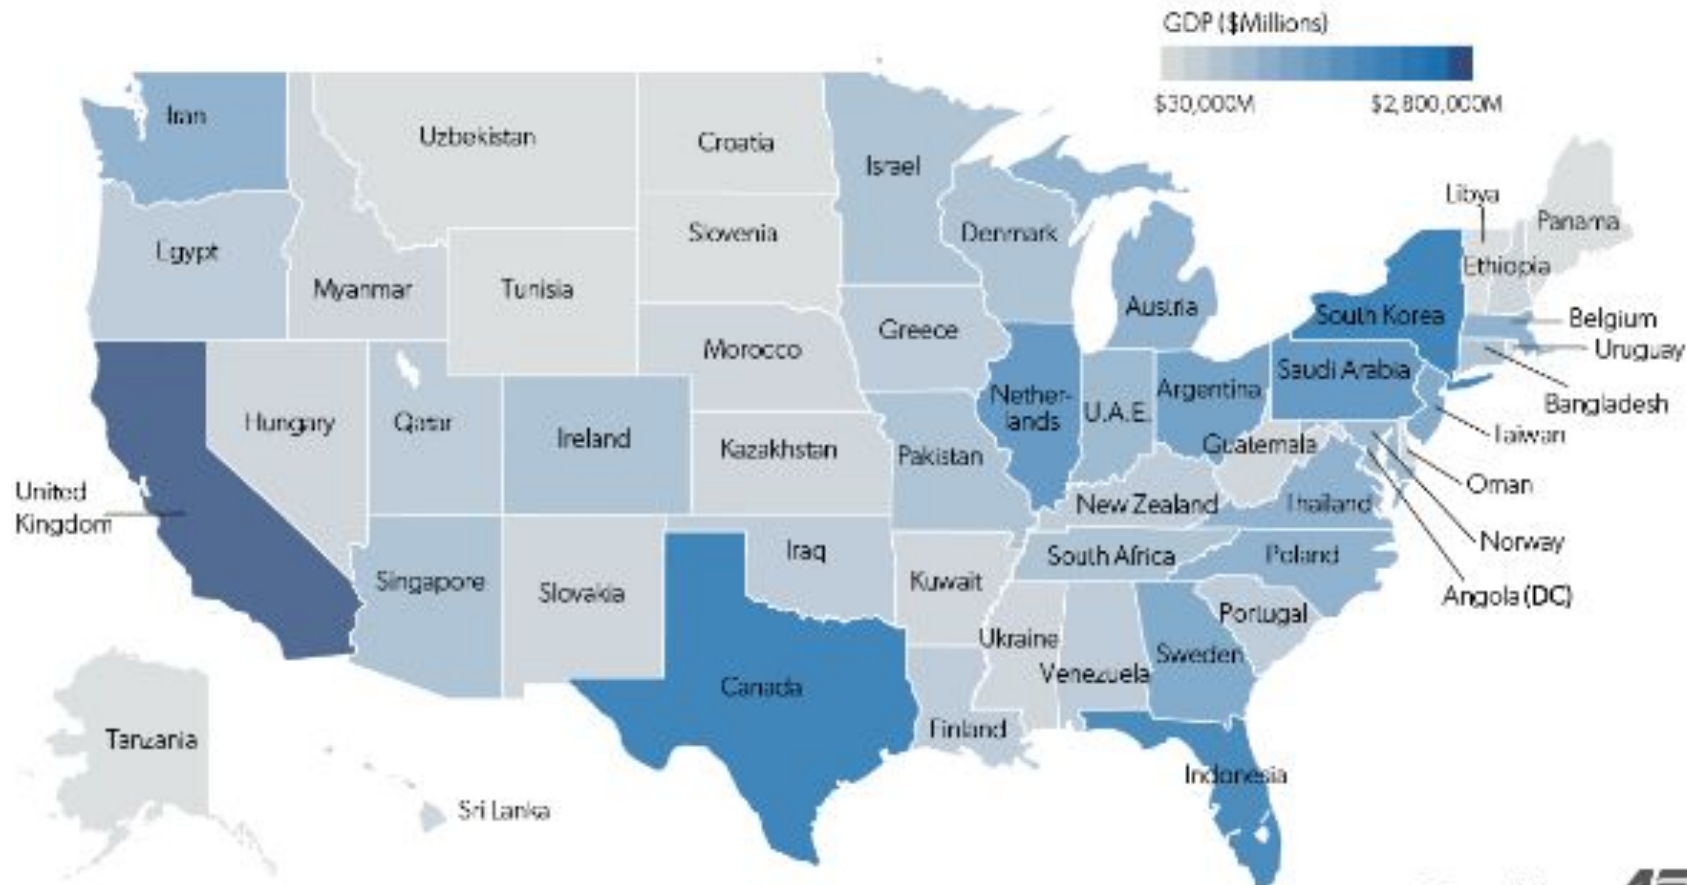 GDP ($Millions)
$30,000M
$2,800,000M
Iran
Uzbekistan
Croatia
Israel
Libya
Panama
Egypt
Slovenia
Denmark
Ethiopia
Myanmar
Tunisia
Austria
South Korea
Belgium
Greece
Uruguay
Morocco
Saudi Arabia
Nether-
lands
U.A.E.
Argentina
Bangladesh
Hungary
Qatar
Ireland
Kazakhstan
Pakistan
Guatemala
Taiwan
United
Kingdom
Oman
New Zealand
Thailand
Norway
Iraq
South Africa
Poland
Singapore
Slovakia
Kuwait
Angola (DC)
Portugal
Ukraine
Venezuela
Sweden
Canada
Finland
Tanzania
Indonesia
Sri Lanka